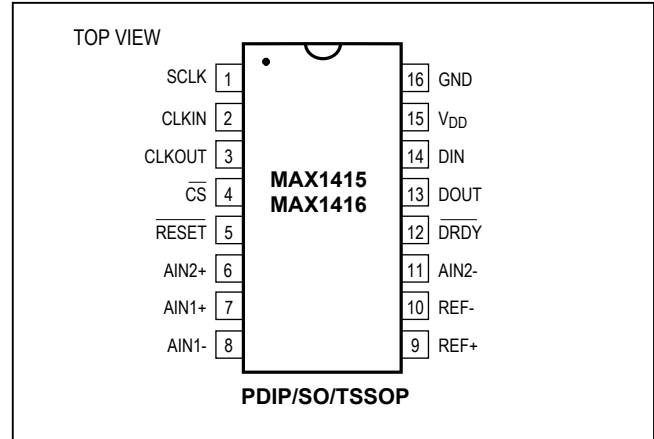 TOP VIEW
SCLK 1
CLKIN 2
CLKOUT 3
CS 4
RESET 5
AIN2+ 6
AIN1+ 7
AIN1- 8
MAX1415
MAX1416
16 GND
15 VDD
14 DIN
13 DOUT
12 DRDY
11 AIN2-
10 REF-
9 REF+
PDIP/SO/TSSOP